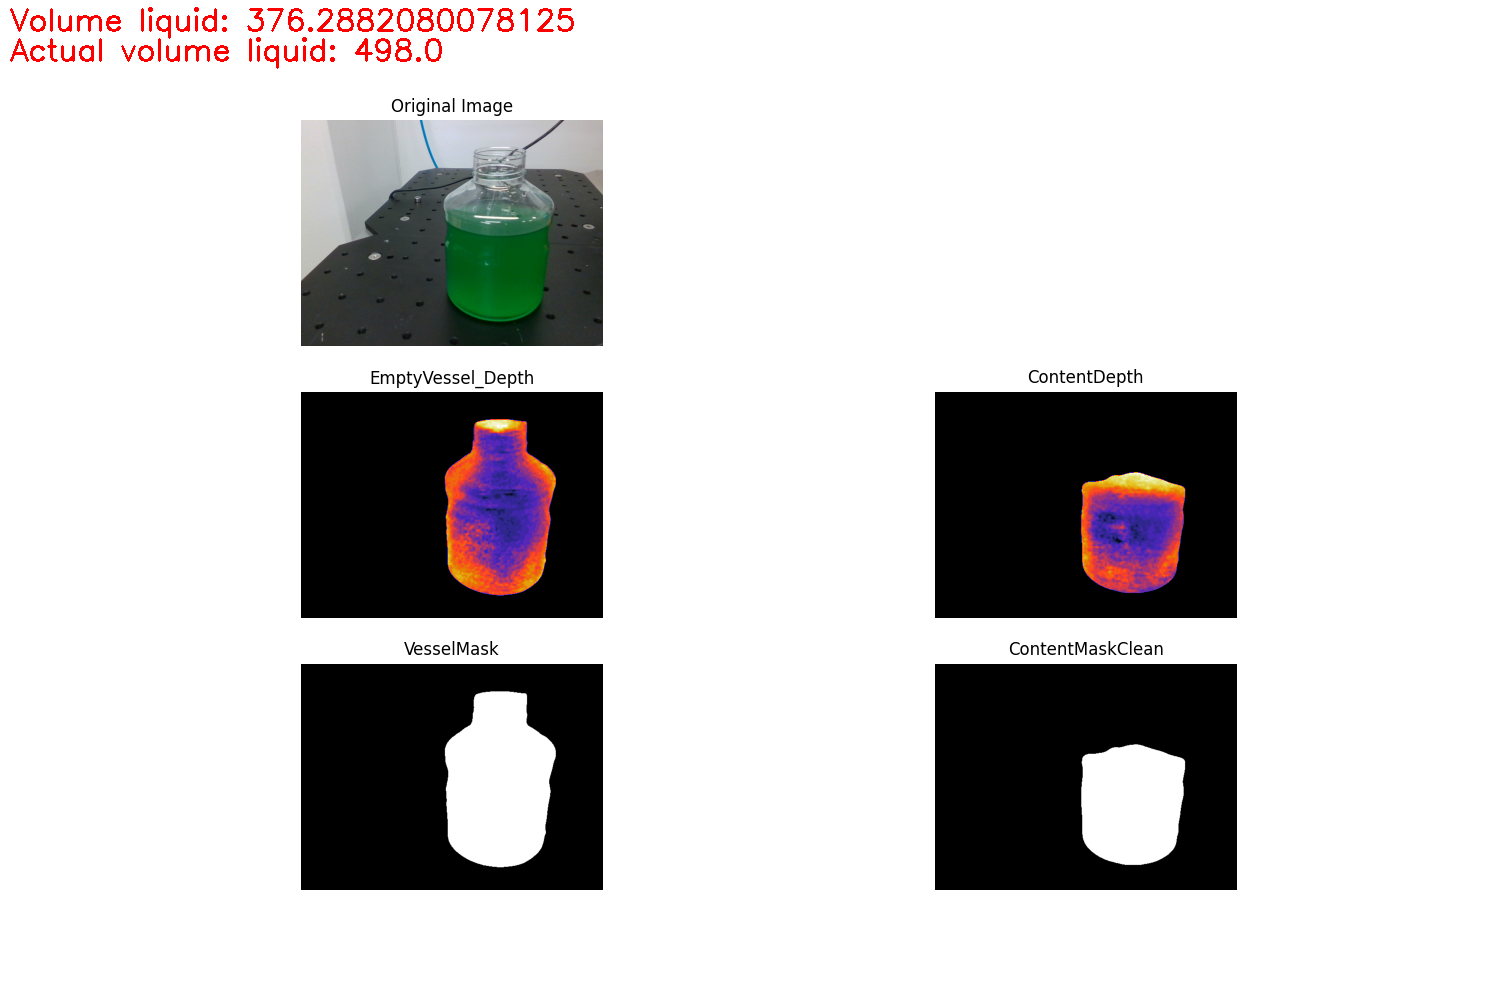 Volume liquid: 376.2882080078125
Actual volume liquid: 498.0
Original Image
EmptyVessel_Depth
ContentDepth
VesselMask
ContentMaskClean